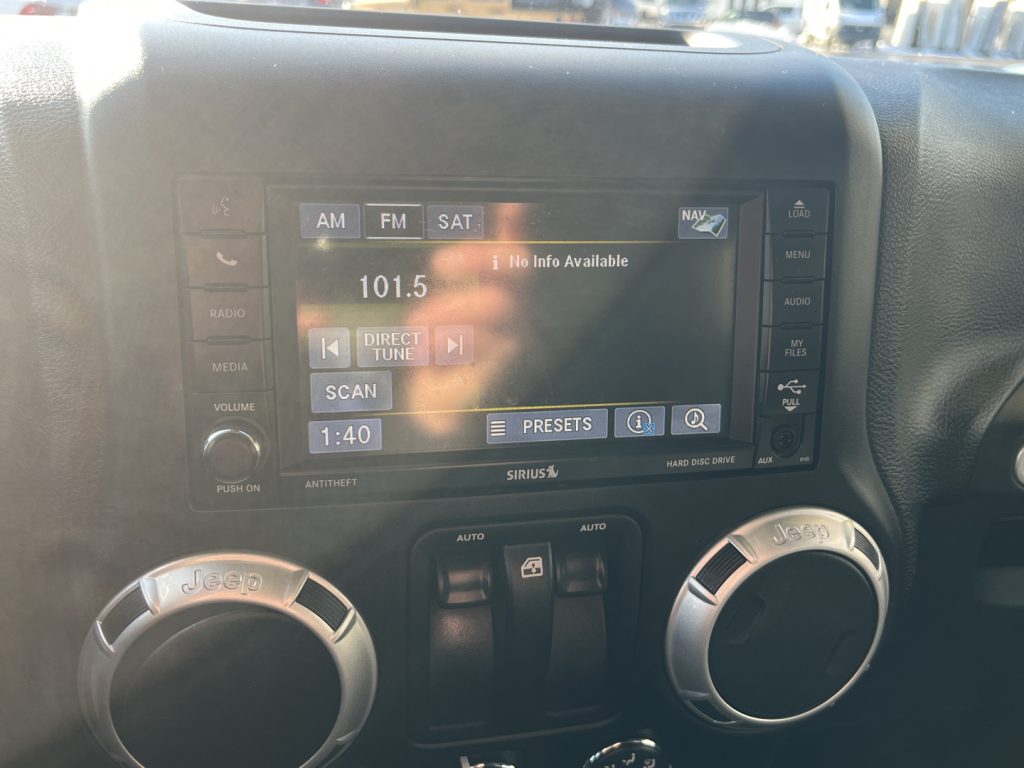 AM FM SAT NAV
i No Info Available
101.5
DIRECT
TUNE
SCAN
1:40 PRESETS i
RADIO
MEDIA
VOLUME
PUSH ON
LOAD
MENU
AUDIO
MY
FILES
PULL
AUX RHB
ANTITHEFT SIRIUS HARD DISC DRIVE
AUTO AUTO
Jeep Jeep